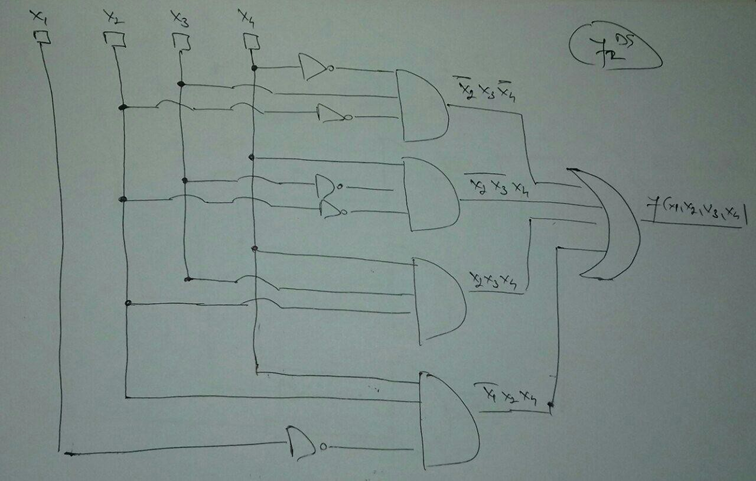 x₁ x₂ x₃ x₄
x̅₂ x₃ x̅₄
x̅₂ x̅₃ x₄
f(x₁,x₂,x₃,x₄)
x₂ x₃ x₄
x̅₁ x₂ x₄